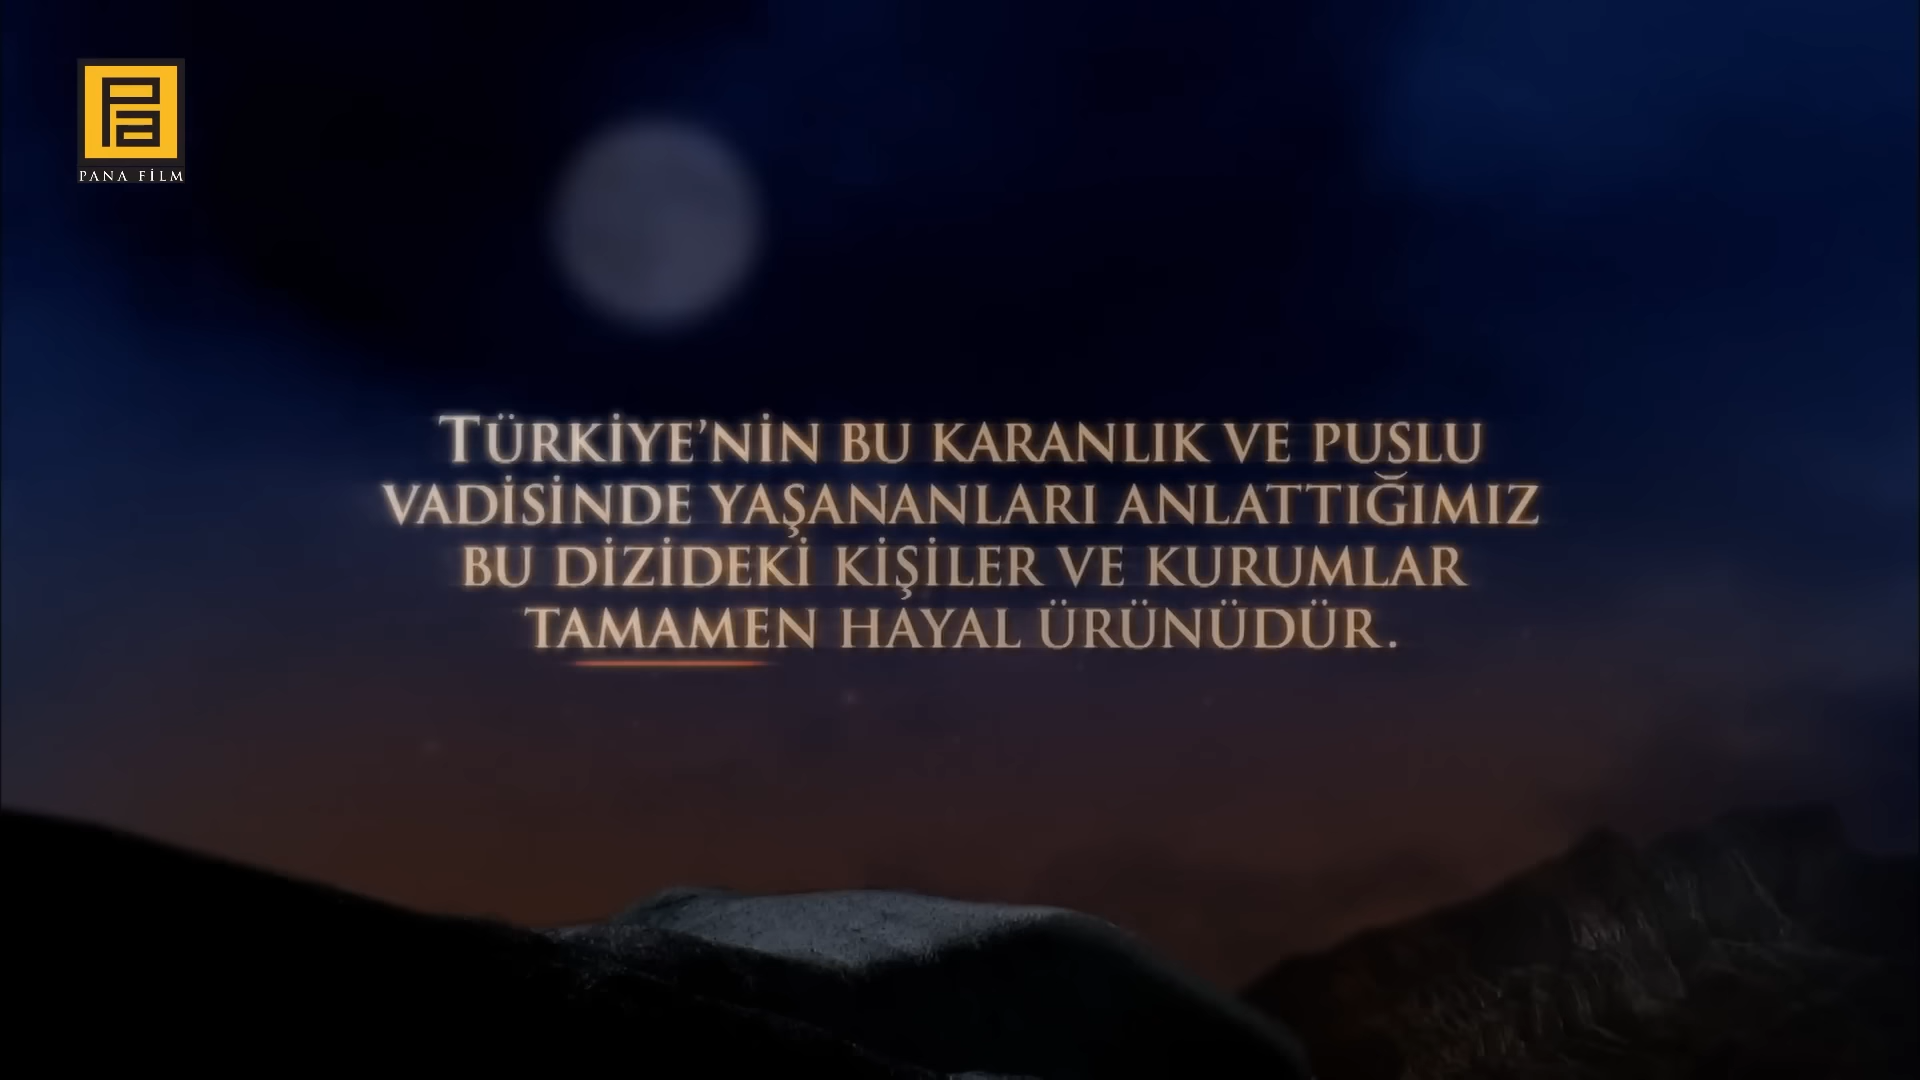 PANA FİLM
TÜRKİYE'NİN BU KARANLIK VE PUSLU
VADİSİNDE YAŞANANLARI ANLATTIĞIMIZ
BU DİZİDEKİ KİŞİLER VE KURUMLAR
TAMAMEN HAYAL ÜRÜNÜDÜR.